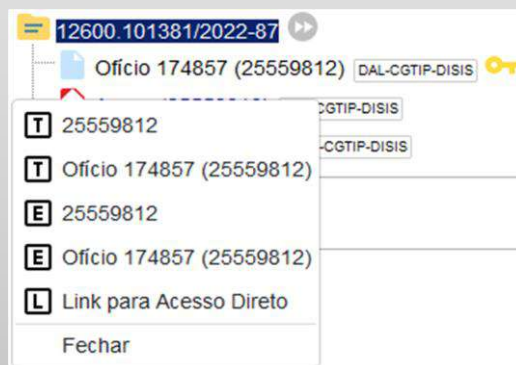 12600.101381/2022-87
Ofício 174857 (25559812) DAL-CGTIP-DISIS
CGTIP-DISIS
T 25559812
-CGTIP-DISIS
T Ofício 174857 (25559812)
E 25559812
E Ofício 174857 (25559812)
L Link para Acesso Direto
Fechar